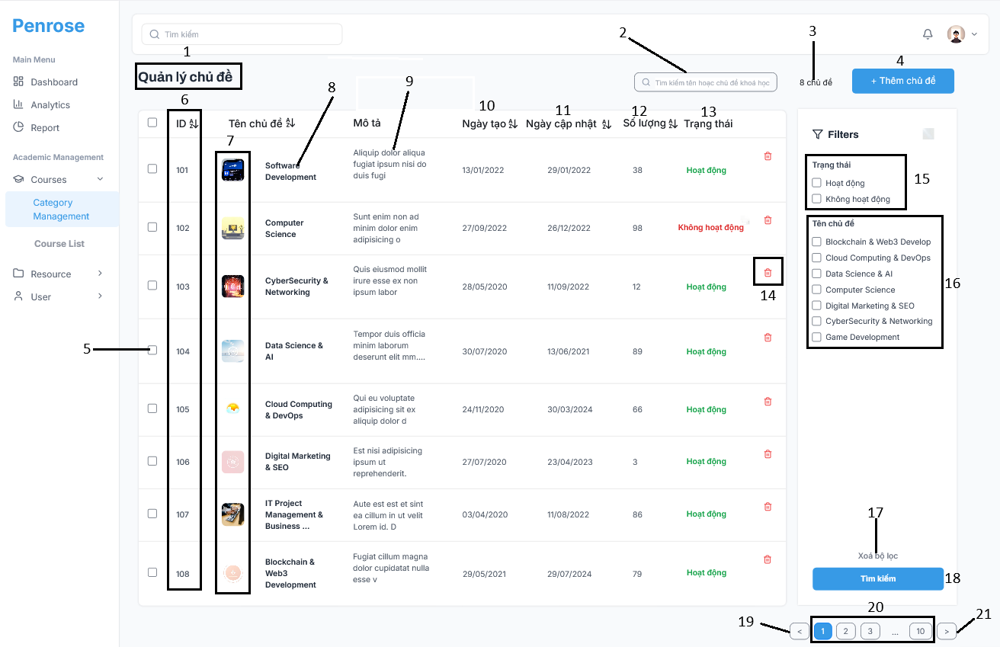 Penrose
Tìm kiếm
Main Menu
Dashboard
Analytics
Report
Academic Management
Courses
Category
Management
Course List
Resource
User
1
2
3
4
Quản lý chủ đề
Tìm kiếm tên hoặc chủ đề khoá học
8 chủ đề
+ Thêm chủ đề
6
7
8
9
10
11
12
13
ID
Tên chủ đề
Mô tả
Ngày tạo
Ngày cập nhật
Số lượng
Trạng thái
101
Software
Development
Aliquip dolor aliqua
fugiat ipsum nisi do
duis fugi
13/01/2022
29/01/2022
38
Hoạt động
102
Computer
Science
Sunt enim non ad
minim dolor enim
adipisicing o
27/09/2022
26/12/2022
98
Không hoạt động
103
CyberSecurity &
Networking
Quis eiusmod mollit
irure esse ex non
ipsum labor
28/05/2020
11/09/2022
12
Hoạt động
14
5
104
Data Science &
AI
Tempor duis officia
minim laborum
deserunt elit mm....
30/07/2020
13/06/2021
89
Hoạt động
105
Cloud Computing
& DevOps
Qui eu voluptate
adipisicing sit ex
aliquip dolor d
24/11/2020
30/03/2024
66
Hoạt động
106
Digital Marketing
& SEO
Est nisi adipisicing
ipsum ut
reprehenderit.
27/07/2020
23/04/2023
3
Hoạt động
107
IT Project
Management &
Business ...
Aute est est et sint
ea cillum in ut velit
Lorem id. D
03/04/2020
11/08/2022
86
Hoạt động
108
Blockchain &
Web3
Development
Fugiat cillum magna
dolor cupidatat nulla
esse v
29/05/2021
29/07/2024
79
Hoạt động
Filters
Trạng thái
Hoạt động
Không hoạt động
15
Tên chủ đề
Blockchain & Web3 Develop
Cloud Computing & DevOps
Data Science & AI
Computer Science
Digital Marketing & SEO
CyberSecurity & Networking
Game Development
16
17
Xoá bộ lọc
Tìm kiếm
18
19
20
21
<
1
2
3
...
10
>